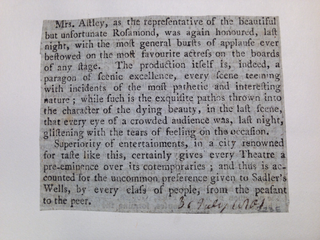 Mrs. Astley, as the representative of the beautiful
but unfortunate Rosamond, was again honoured, last
night, with the most general bursts of applause ever
bestowed on the most favourite actress on the boards
of any stage. The production itself is, indeed, a
paragon of scenic excellence, every scene teeming
with incidents of the most pathetic and interesting
nature; while such is the exquisite pathos thrown into
the character of the dying beauty, in the last scene,
that every eye of a crowded audience was, last night,
glistening with the tears of feeling on the occasion.
Superiority of entertainments, in a city renowned
for taste like this, certainly gives every Theatre a
pre-eminence over its cotemporaries; and thus is ac-
counted for the uncommon preference given to Sadler's
Wells, by every class of people, from the peasant
to the peer.
July